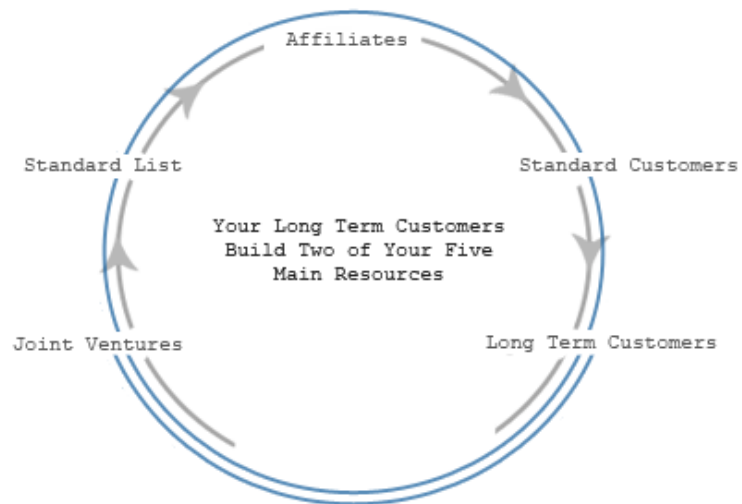 Affiliates
Standard List
Standard Customers
Your Long Term Customers
Build Two of Your Five
Main Resources
Joint Ventures
Long Term Customers